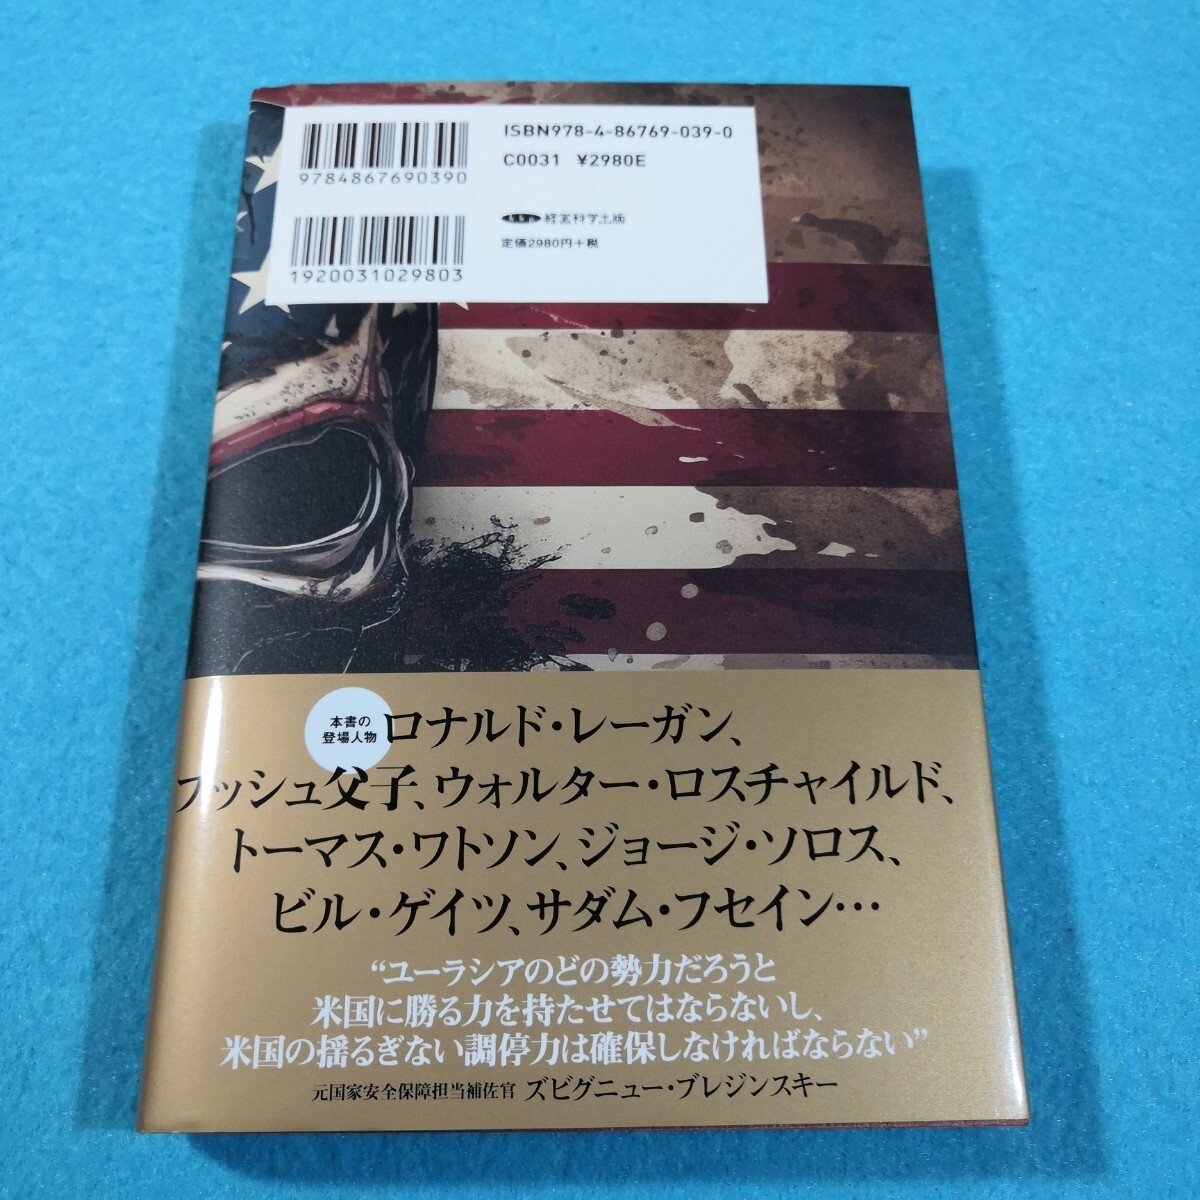 ISBN978-4-86769-039-0
C0031 ¥2980E
9784867690390
経営科学出版
定価2980円+税
1920031029803
本書の
登場人物
ロナルド・レーガン、
ブッシュ父子、ウォルター・ロスチャイルド、
トーマス・ワトソン、ジョージ・ソロス、
ビル・ゲイツ、サダム・フセイン…
“ユーラシアのどの勢力だろうと
米国に勝る力を持たせてはならないし、
米国の揺るぎない調停力は確保しなければならない”
元国家安全保障担当補佐官 ズビグニュー・ブレジンスキー